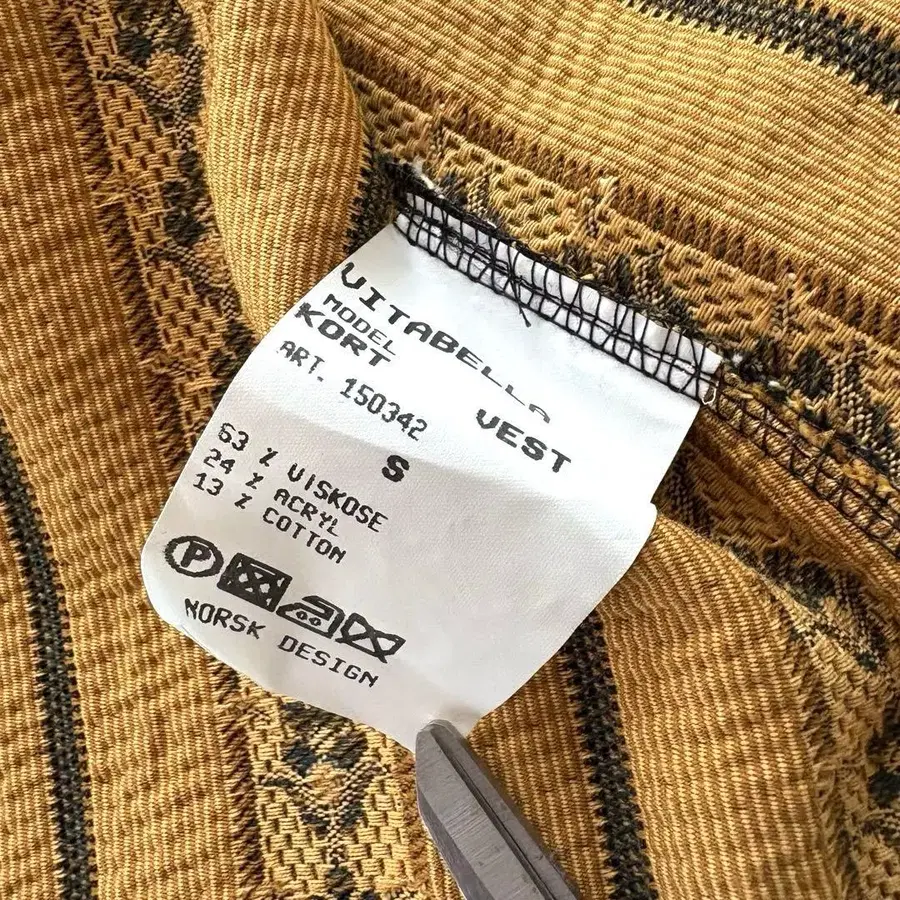 VITABELLA
MODEL
KORT VEST
ART. 150342
S
63 % VISKOSE
24 % ACRYL
13 % COTTON
P
NORSK DESIGN